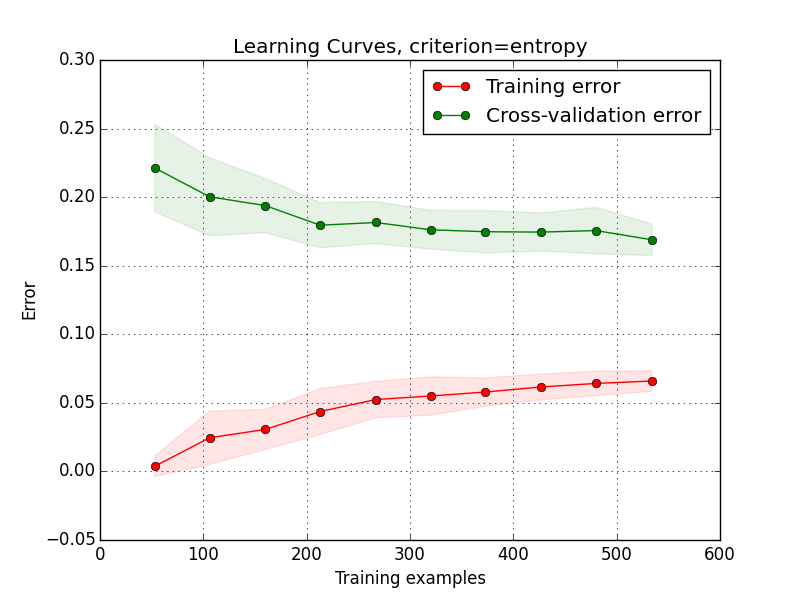 Learning Curves, criterion=entropy
Training error
Cross-validation error
0.30
0.25
0.20
0.15
0.10
0.05
0.00
−0.05
Error
0 100 200 300 400 500 600
Training examples